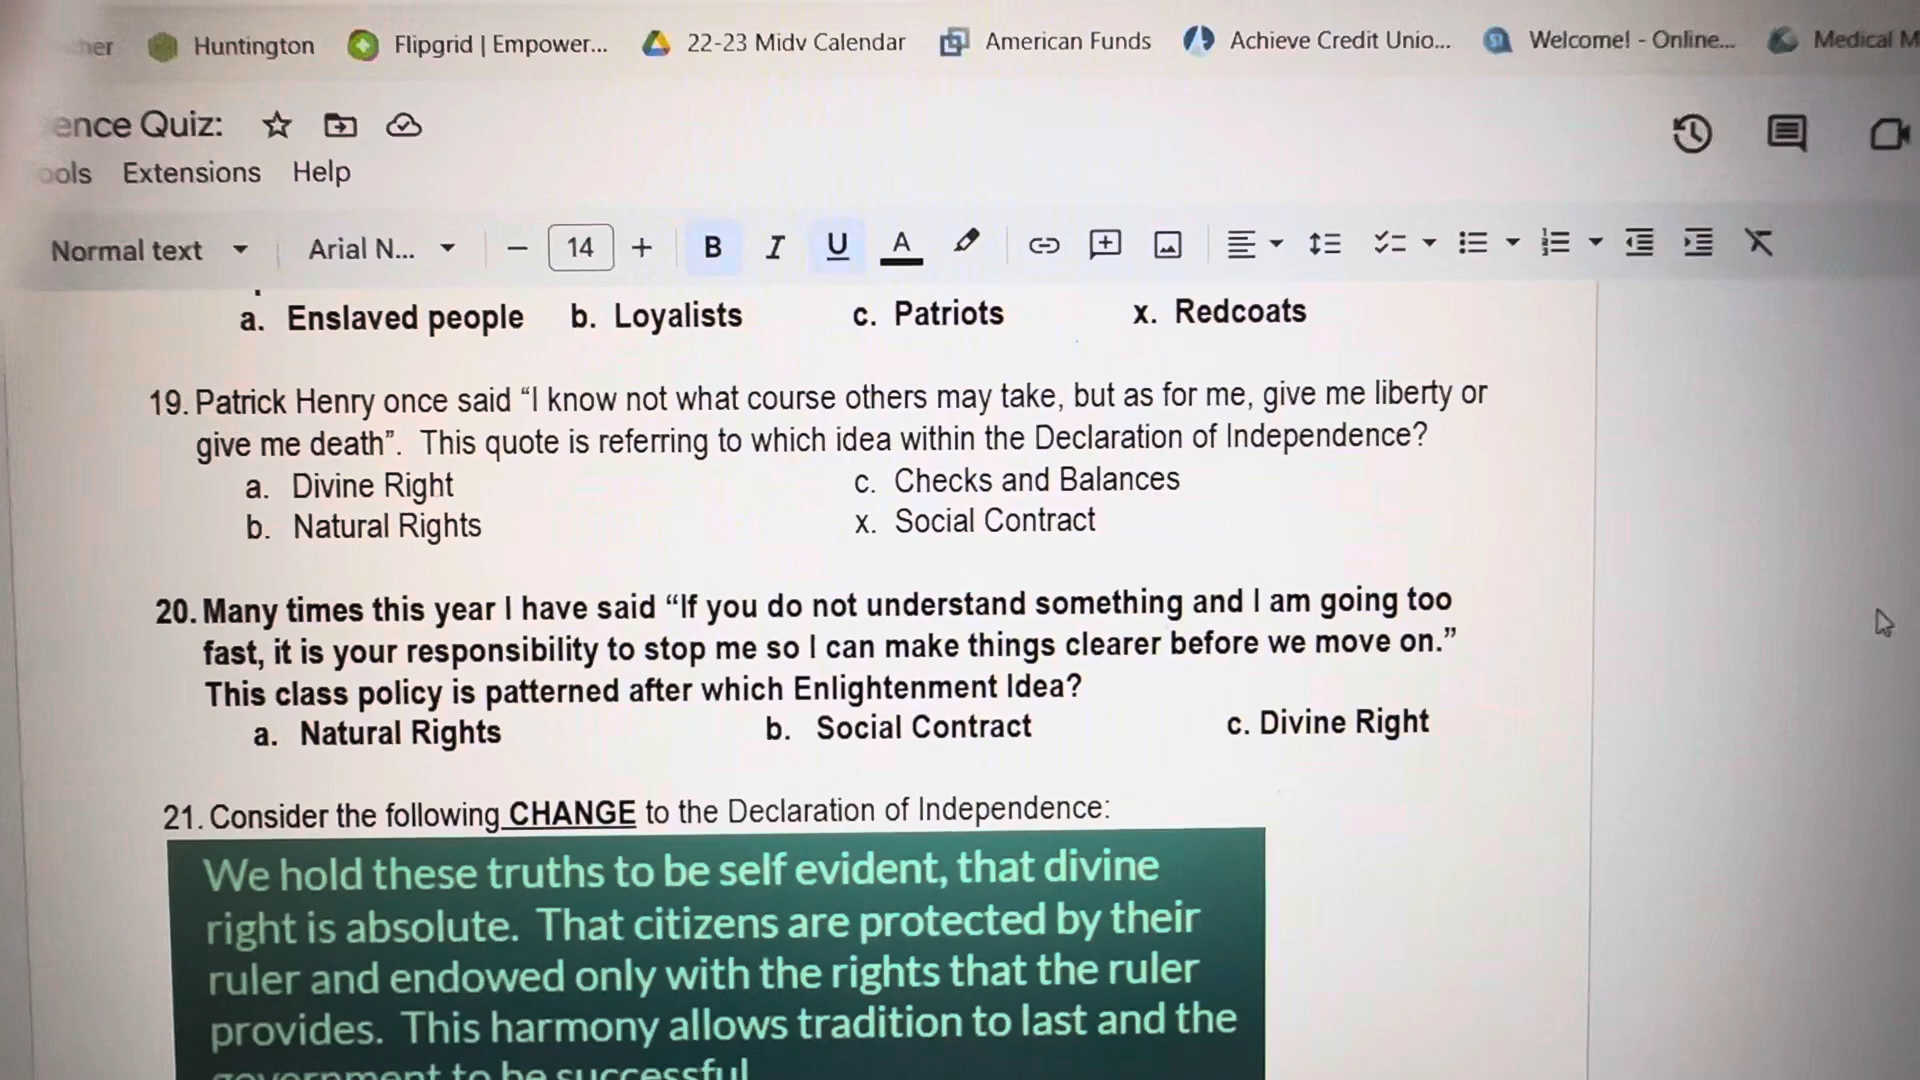 Huntington Flipgrid | Empower... 22-23 Midv Calendar American Funds Achieve Credit Unio... Welcome! - Online... Medical M
ence Quiz:
ools Extensions Help
Normal text Arial N... − 14 + B I U A
a. Enslaved people b. Loyalists c. Patriots x. Redcoats
19. Patrick Henry once said “I know not what course others may take, but as for me, give me liberty or
give me death”. This quote is referring to which idea within the Declaration of Independence?
a. Divine Right c. Checks and Balances
b. Natural Rights x. Social Contract
20. Many times this year I have said “If you do not understand something and I am going too
fast, it is your responsibility to stop me so I can make things clearer before we move on.”
This class policy is patterned after which Enlightenment Idea?
a. Natural Rights b. Social Contract c. Divine Right
21. Consider the following CHANGE to the Declaration of Independence:
We hold these truths to be self evident, that divine
right is absolute. That citizens are protected by their
ruler and endowed only with the rights that the ruler
provides. This harmony allows tradition to last and the
government to be successful